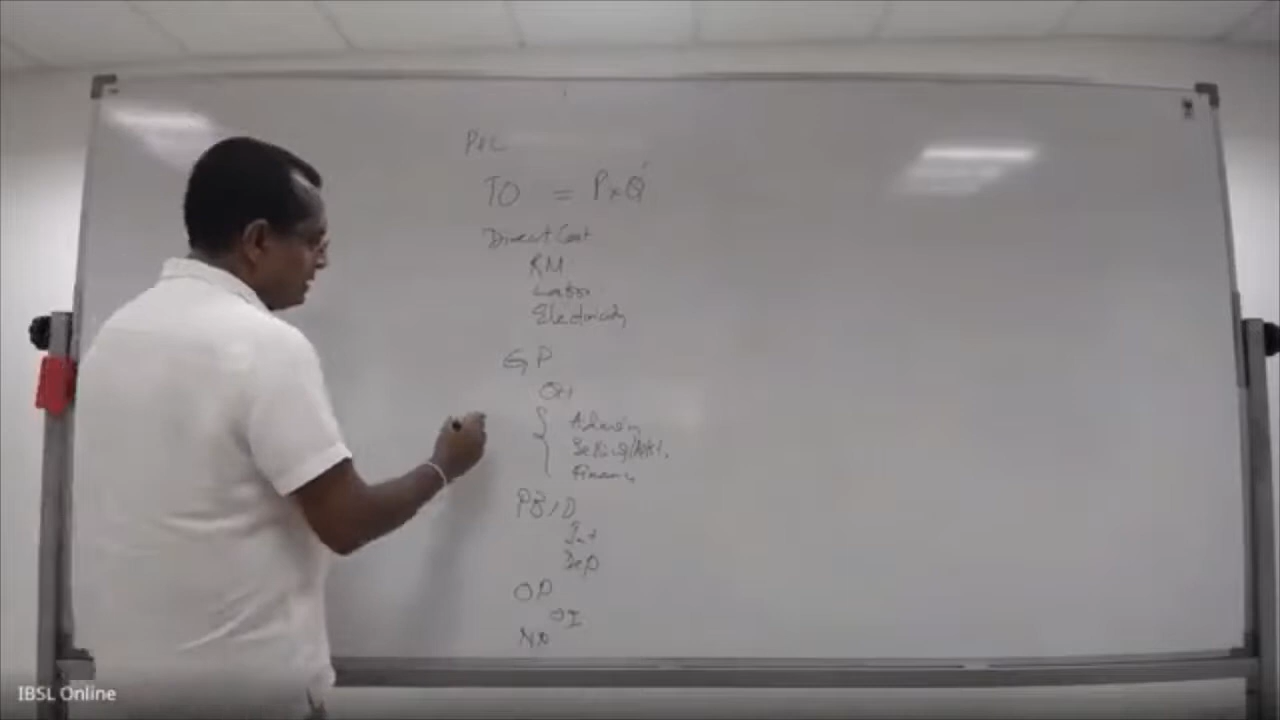 P&L
TO = P×Q
Direct Cost
RM
Labor
Electricity
GP
OH
Admin
Selling/Mkt.
Finance
PBID
Int
Dep
OP
OI
NP
IBSL Online